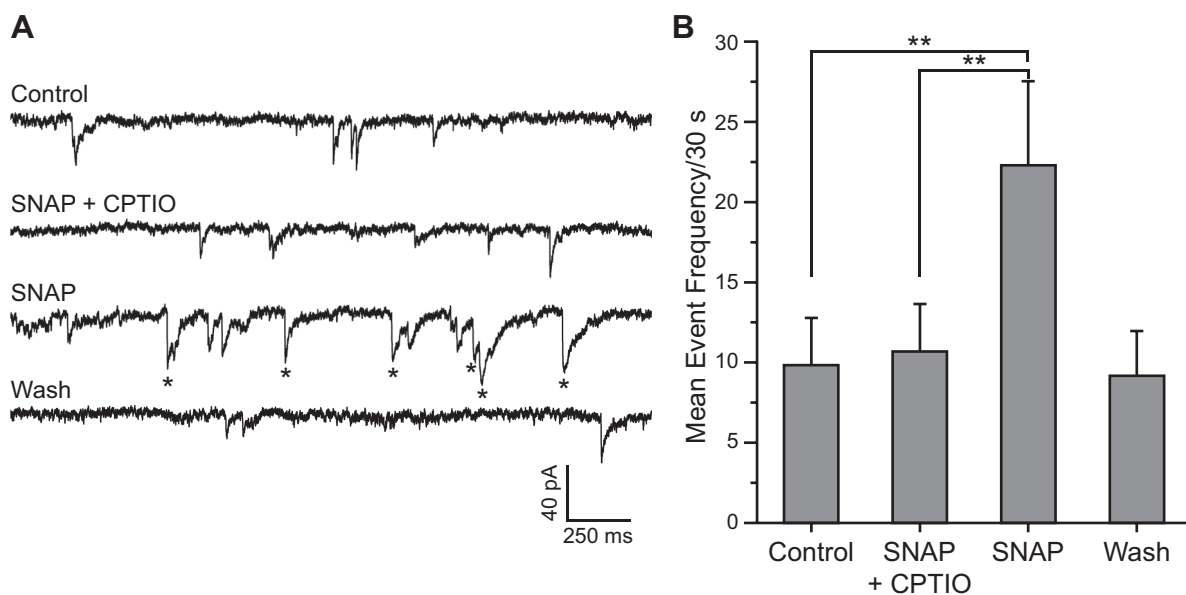 A
Control
SNAP + CPTIO
SNAP
* * * * * *
Wash
40 pA
250 ms
B
Mean Event Frequency/30 s
30
25
20
15
10
5
0
**
**
Control SNAP SNAP Wash
+ CPTIO